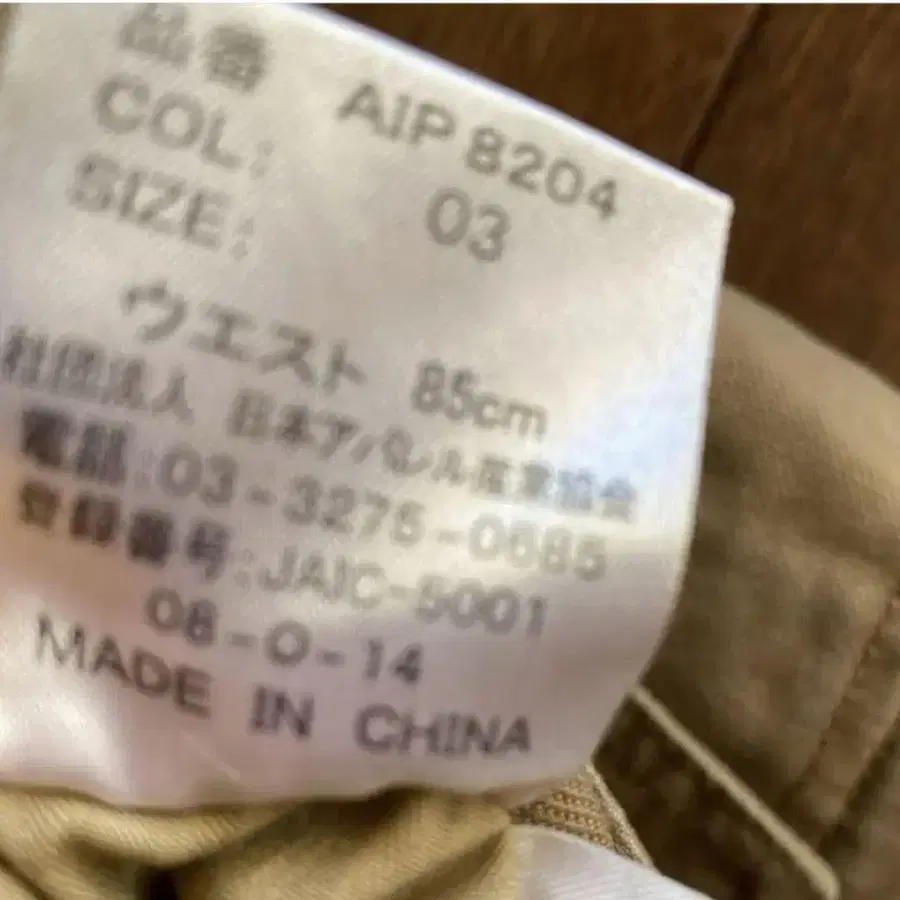 品番 AIP8204
COL: 03
SIZE:
ウエスト 85cm
社団法人 日本アパレル産業協会
電話:03-3275-0685
登録番号:JAIC-5001
08-0-14
MADE IN CHINA